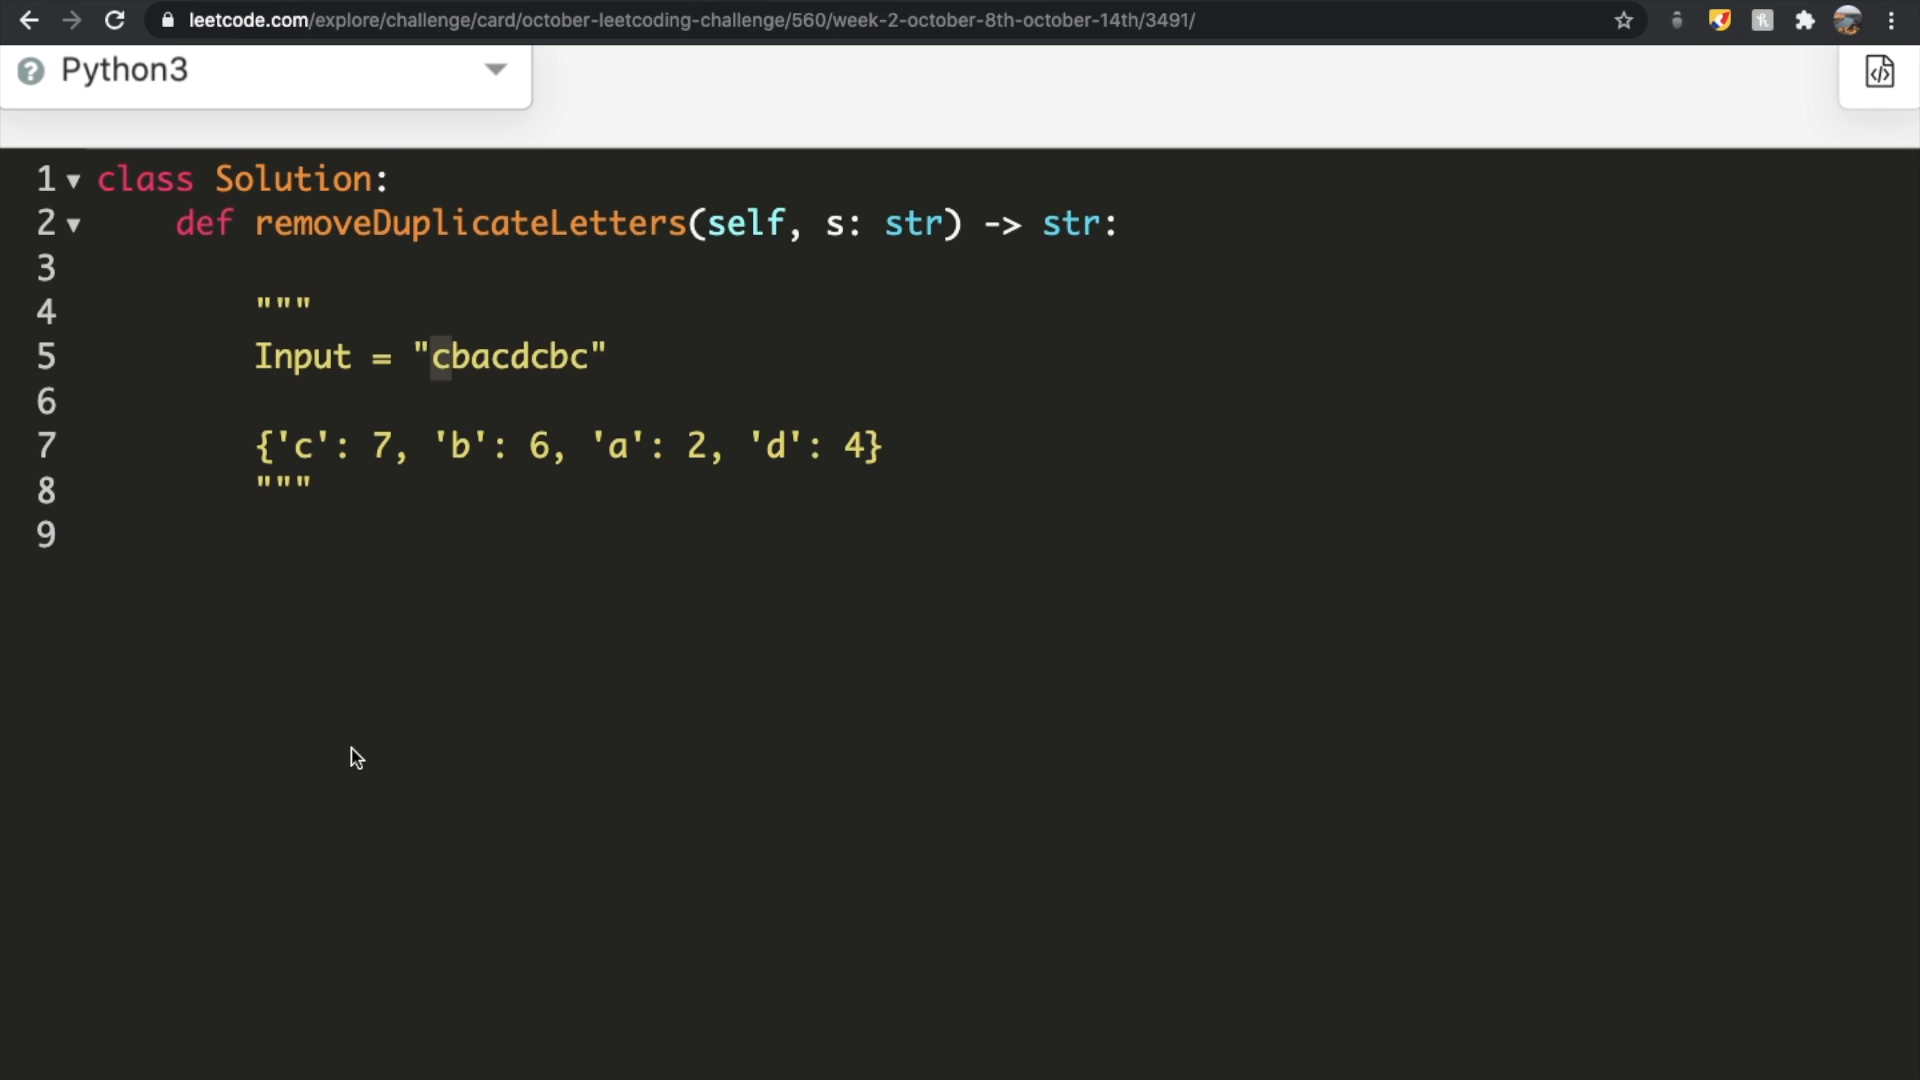 leetcode.com/explore/challenge/card/october-leetcoding-challenge/560/week-2-october-8th-october-14th/3491/
Python3
1 class Solution:
2 def removeDuplicateLetters(self, s: str) -> str:
3
4 """
5 Input = "cbacdcbc"
6
7 {'c': 7, 'b': 6, 'a': 2, 'd': 4}
8 """
9